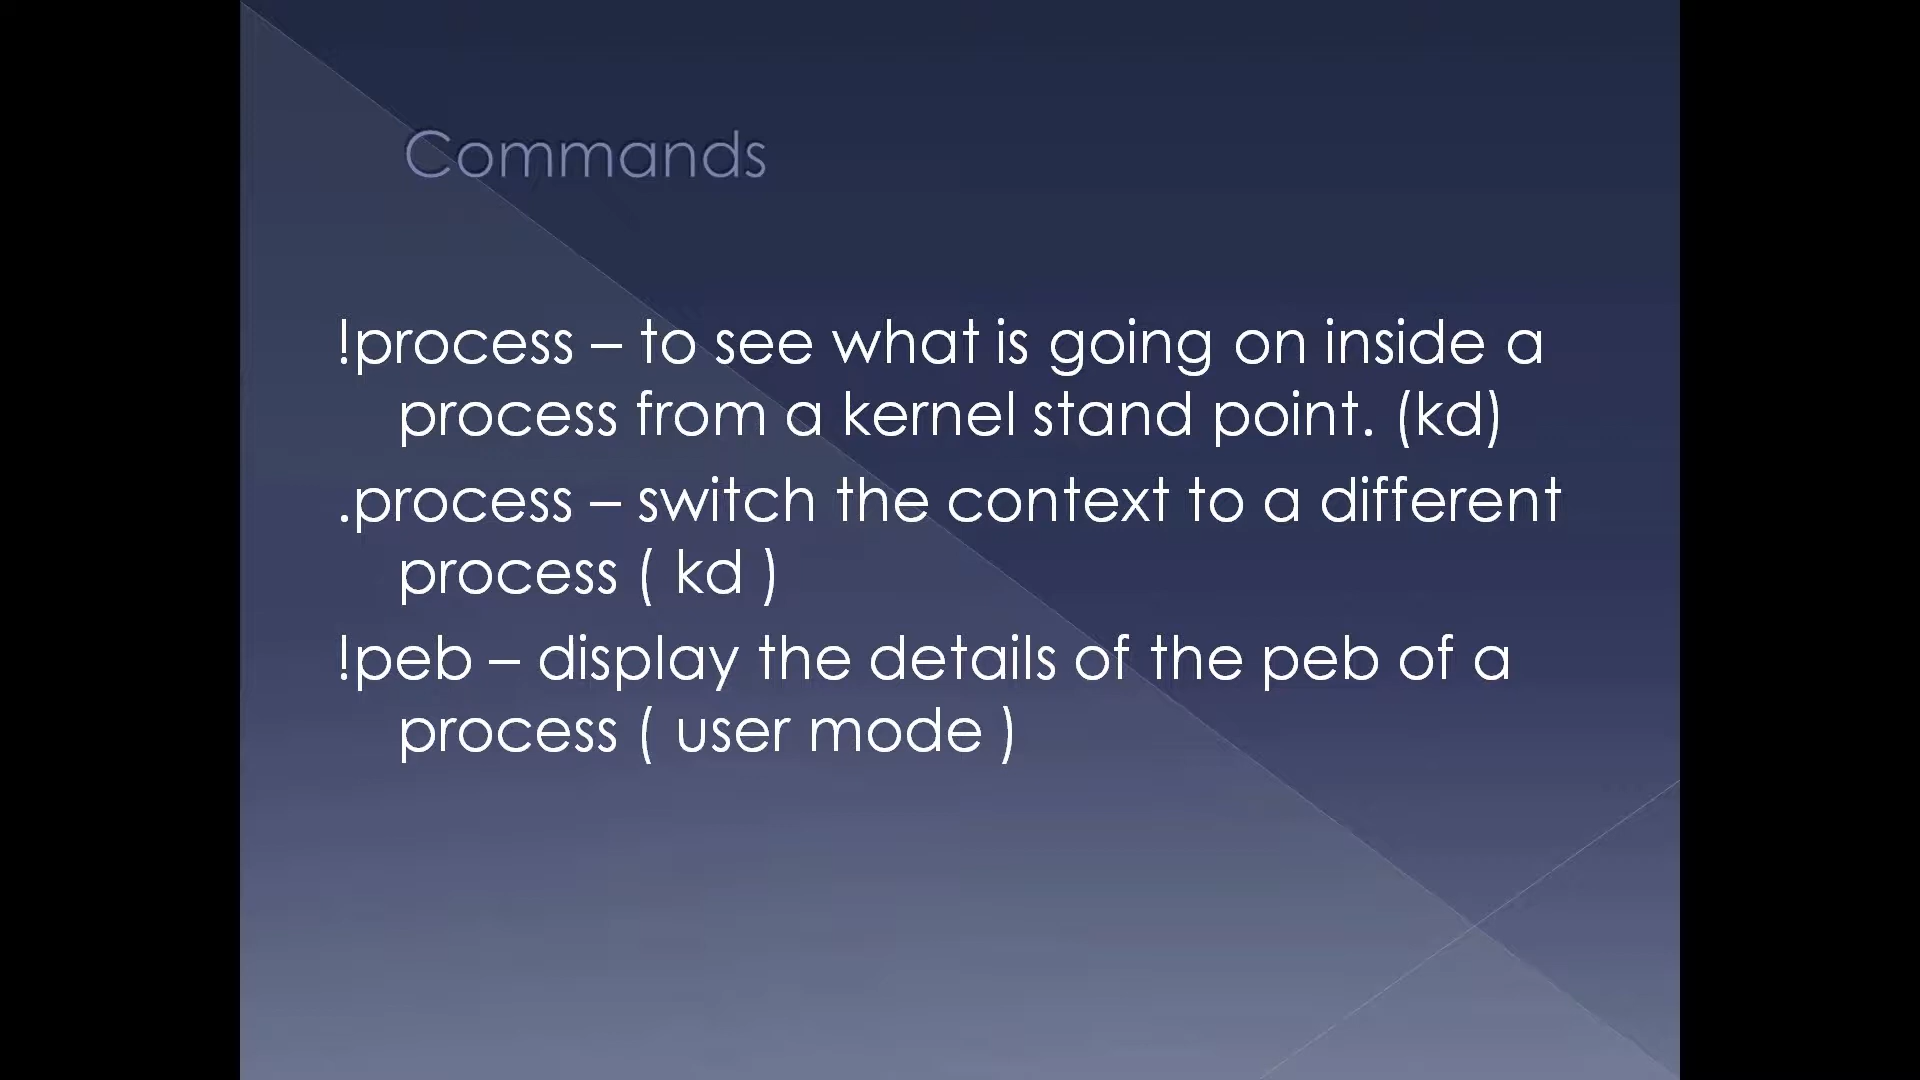 Commands
!process – to see what is going on inside a
process from a kernel stand point. (kd)
.process – switch the context to a different
process ( kd )
!peb – display the details of the peb of a
process ( user mode )